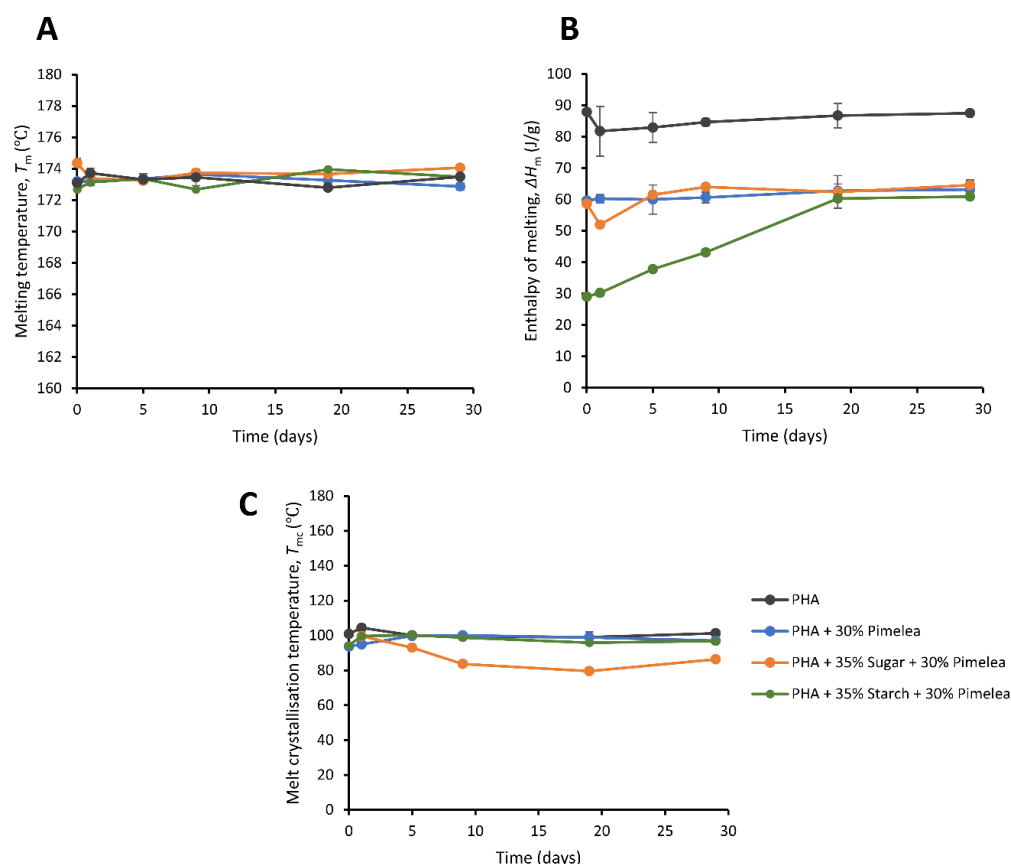 A
180
178
176
174
172
170
168
166
164
162
160
Melting temperature, Tm (°C)
0 5 10 15 20 25 30
Time (days)
B
100
90
80
70
60
50
40
30
20
10
0
Enthalpy of melting, ΔHm (J/g)
0 5 10 15 20 25 30
Time (days)
C
180
160
140
120
100
80
60
40
20
0
Melt crystallisation temperature, Tmc (°C)
0 5 10 15 20 25 30
Time (days)
PHA
PHA + 30% Pimelea
PHA + 35% Sugar + 30% Pimelea
PHA + 35% Starch + 30% Pimelea